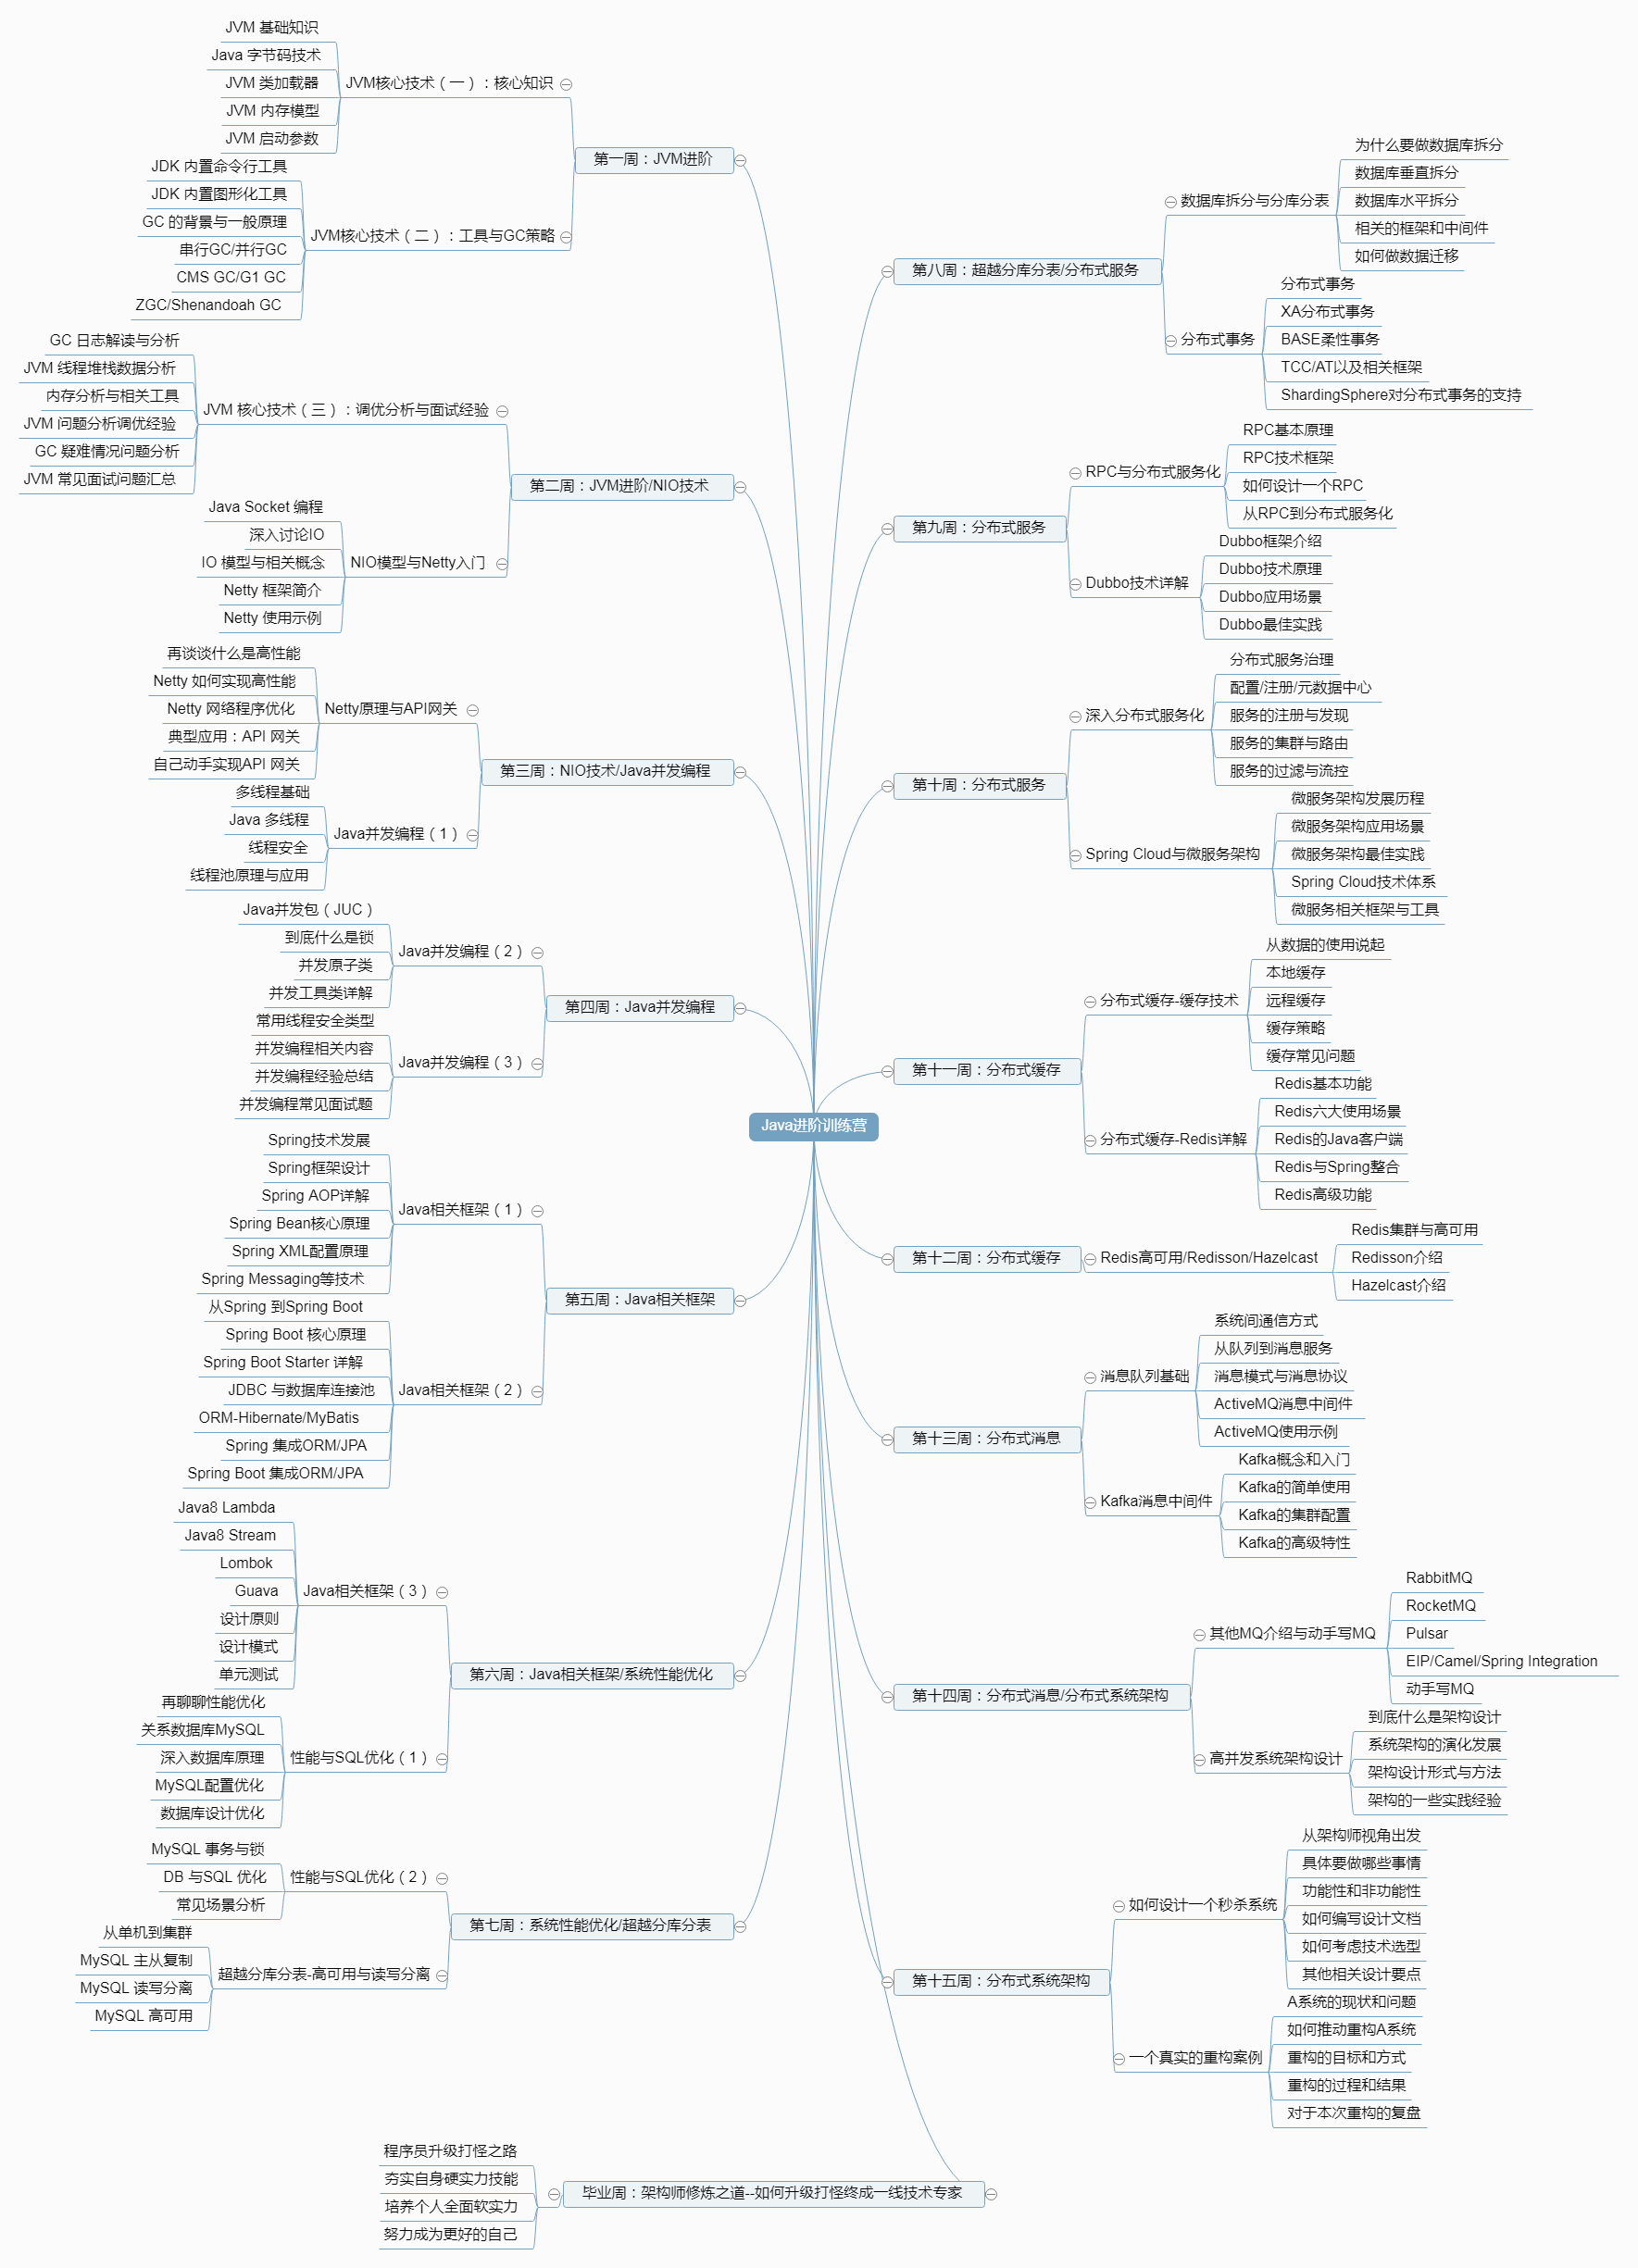 Java进阶训练营
第一周：JVM进阶
JVM核心技术（一）：核心知识
JVM 基础知识
Java 字节码技术
JVM 类加载器
JVM 内存模型
JVM 启动参数
JVM核心技术（二）：工具与GC策略
JDK 内置命令行工具
JDK 内置图形化工具
GC 的背景与一般原理
串行GC/并行GC
CMS GC/G1 GC
ZGC/Shenandoah GC
第二周：JVM进阶/NIO技术
JVM 核心技术（三）：调优分析与面试经验
GC 日志解读与分析
JVM 线程堆栈数据分析
内存分析与相关工具
JVM 问题分析调优经验
GC 疑难情况问题分析
JVM 常见面试问题汇总
NIO模型与Netty入门
Java Socket 编程
深入讨论IO
IO 模型与相关概念
Netty 框架简介
Netty 使用示例
第三周：NIO技术/Java并发编程
Netty原理与API网关
再谈谈什么是高性能
Netty 如何实现高性能
Netty 网络程序优化
典型应用：API 网关
自己动手实现API 网关
Java并发编程（1）
多线程基础
Java 多线程
线程安全
线程池原理与应用
第四周：Java并发编程
Java并发编程（2）
Java并发包（JUC）
到底什么是锁
并发原子类
并发工具类详解
Java并发编程（3）
常用线程安全类型
并发编程相关内容
并发编程经验总结
并发编程常见面试题
第五周：Java相关框架
Java相关框架（1）
Spring技术发展
Spring框架设计
Spring AOP详解
Spring Bean核心原理
Spring XML配置原理
Spring Messaging等技术
Java相关框架（2）
从Spring 到Spring Boot
Spring Boot 核心原理
Spring Boot Starter 详解
JDBC 与数据库连接池
ORM-Hibernate/MyBatis
Spring 集成ORM/JPA
Spring Boot 集成ORM/JPA
第六周：Java相关框架/系统性能优化
Java相关框架（3）
Java8 Lambda
Java8 Stream
Lombok
Guava
设计原则
设计模式
单元测试
性能与SQL优化（1）
再聊聊性能优化
关系数据库MySQL
深入数据库原理
MySQL配置优化
数据库设计优化
第七周：系统性能优化/超越分库分表
性能与SQL优化（2）
MySQL 事务与锁
DB 与SQL 优化
常见场景分析
超越分库分表-高可用与读写分离
从单机到集群
MySQL 主从复制
MySQL 读写分离
MySQL 高可用
第八周：超越分库分表/分布式服务
数据库拆分与分库分表
为什么要做数据库拆分
数据库垂直拆分
数据库水平拆分
相关的框架和中间件
如何做数据迁移
分布式事务
分布式事务
XA分布式事务
BASE柔性事务
TCC/AT以及相关框架
ShardingSphere对分布式事务的支持
第九周：分布式服务
RPC与分布式服务化
RPC基本原理
RPC技术框架
如何设计一个RPC
从RPC到分布式服务化
Dubbo技术详解
Dubbo框架介绍
Dubbo技术原理
Dubbo应用场景
Dubbo最佳实践
第十周：分布式服务
深入分布式服务化
分布式服务治理
配置/注册/元数据中心
服务的注册与发现
服务的集群与路由
服务的过滤与流控
Spring Cloud与微服务架构
微服务架构发展历程
微服务架构应用场景
微服务架构最佳实践
Spring Cloud技术体系
微服务相关框架与工具
第十一周：分布式缓存
分布式缓存-缓存技术
从数据的使用说起
本地缓存
远程缓存
缓存策略
缓存常见问题
分布式缓存-Redis详解
Redis基本功能
Redis六大使用场景
Redis的Java客户端
Redis与Spring整合
Redis高级功能
第十二周：分布式缓存
Redis高可用/Redisson/Hazelcast
Redis集群与高可用
Redisson介绍
Hazelcast介绍
第十三周：分布式消息
消息队列基础
系统间通信方式
从队列到消息服务
消息模式与消息协议
ActiveMQ消息中间件
ActiveMQ使用示例
Kafka消息中间件
Kafka概念和入门
Kafka的简单使用
Kafka的集群配置
Kafka的高级特性
第十四周：分布式消息/分布式系统架构
其他MQ介绍与动手写MQ
RabbitMQ
RocketMQ
Pulsar
EIP/Camel/Spring Integration
动手写MQ
高并发系统架构设计
到底什么是架构设计
系统架构的演化发展
架构设计形式与方法
架构的一些实践经验
第十五周：分布式系统架构
如何设计一个秒杀系统
从架构师视角出发
具体要做哪些事情
功能性和非功能性
如何编写设计文档
如何考虑技术选型
其他相关设计要点
一个真实的重构案例
A系统的现状和问题
如何推动重构A系统
重构的目标和方式
重构的过程和结果
对于本次重构的复盘
毕业周：架构师修炼之道--如何升级打怪终成一线技术专家
程序员升级打怪之路
夯实自身硬实力技能
培养个人全面软实力
努力成为更好的自己